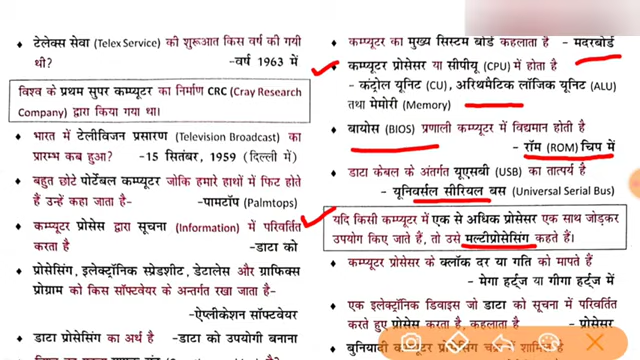 टेलेक्स सेवा (Telex Service) की शुरूआत किस वर्ष की गयी
थी? -वर्ष 1963 में
विश्व के प्रथम सुपर कम्प्यूटर का निर्माण CRC (Cray Research
Company) द्वारा किया गया था।
भारत में टेलीविजन प्रसारण (Television Broadcast) का
प्रारम्भ कब हुआ? -15 सितंबर, 1959 (दिल्ली में)
बहुत छोटे पोर्टेबल कम्प्यूटर जोकि हमारे हाथों में फिट होते
हैं उन्हें कहा जाता है- -पामटॉप (Palmtops)
कम्प्यूटर प्रोसेस द्वारा सूचना (Information) में परिवर्तित
करता है -डाटा को
प्रोसेसिंग, इलेक्ट्रॉनिक स्प्रेडशीट, डेटालेस और ग्राफिक्स
प्रोग्राम को किस सॉफ्टवेयर के अन्तर्गत रखा जाता है-
-ऐप्लीकेशन सॉफ्टवेयर
डाटा प्रोसेसिंग का अर्थ है -डाटा को उपयोगी बनाना
कम्प्यूटर का मुख्य सिस्टम बोर्ड कहलाता है - मदरबोर्ड
कम्प्यूटर प्रोसेसर या सीपीयू (CPU) में होता है
- कंट्रोल यूनिट (CU), अरिथमैटिक लॉजिक यूनिट (ALU)
तथा मेमोरी (Memory)
बायोस (BIOS) प्रणाली कम्प्यूटर में विद्यमान होती है
- रॉम (ROM) चिप में
डाटा केबल के अंतर्गत यूएसबी (USB) का तात्पर्य है
- यूनिवर्सल सीरियल बस (Universal Serial Bus)
यदि किसी कम्प्यूटर में एक से अधिक प्रोसेसर एक साथ जोड़कर
उपयोग किए जाते हैं, तो उसे मल्टीप्रोसेसिंग कहते हैं।
कम्प्यूटर प्रोसेसर के क्लॉक दर या गति को मापते हैं
- मेगा हर्ट्ज़ या गीगा हर्ट्ज़ में
एक इलेक्ट्रॉनिक डिवाइस जो डाटा को सूचना में परिवर्तित
करते हुए प्रोसेस करता है, कहलाता है - प्रोसेसर
बुनियादी कम्प्यूटर प्रोसेसिंग चक्र में शामिल है